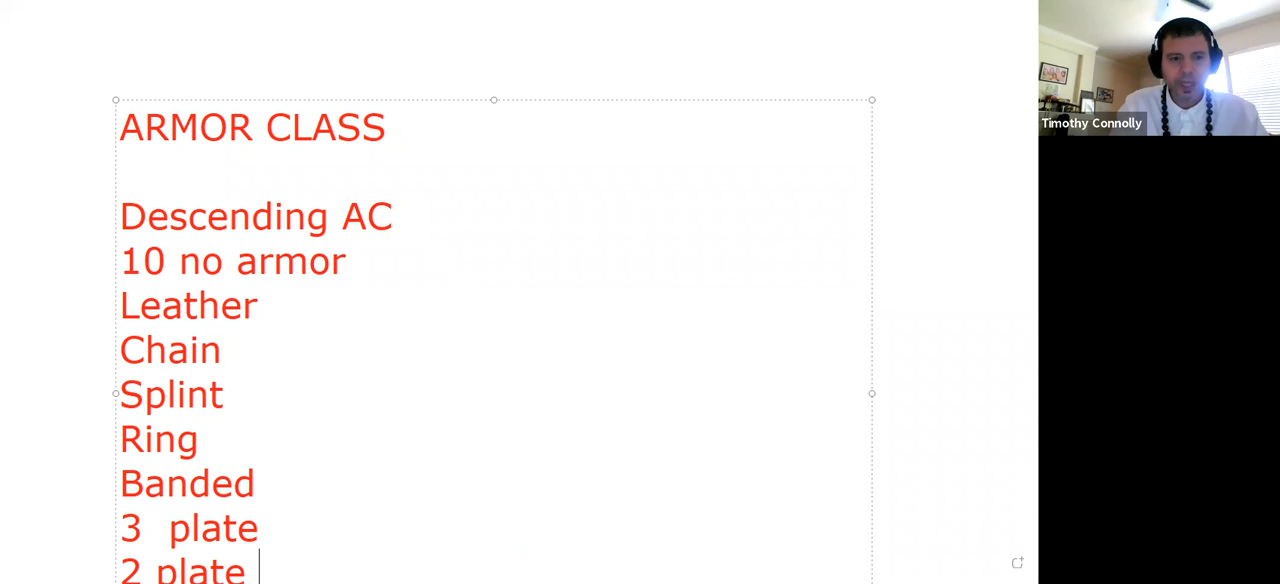 ARMOR CLASS
Descending AC
10 no armor
Leather
Chain
Splint
Ring
Banded
3 plate
2 plate
Timothy Connolly